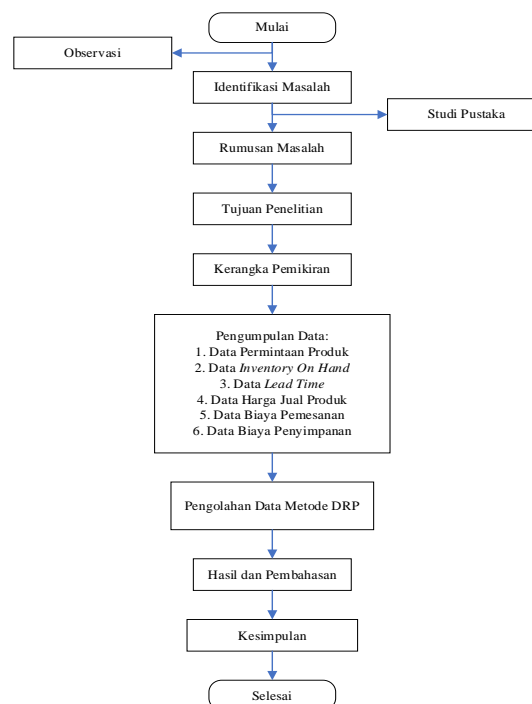 Mulai
Observasi
Identifikasi Masalah
Studi Pustaka
Rumusan Masalah
Tujuan Penelitian
Kerangka Pemikiran
Pengumpulan Data:
1. Data Permintaan Produk
2. Data Inventory On Hand
3. Data Lead Time
4. Data Harga Jual Produk
5. Data Biaya Pemesanan
6. Data Biaya Penyimpanan
Pengolahan Data Metode DRP
Hasil dan Pembahasan
Kesimpulan
Selesai